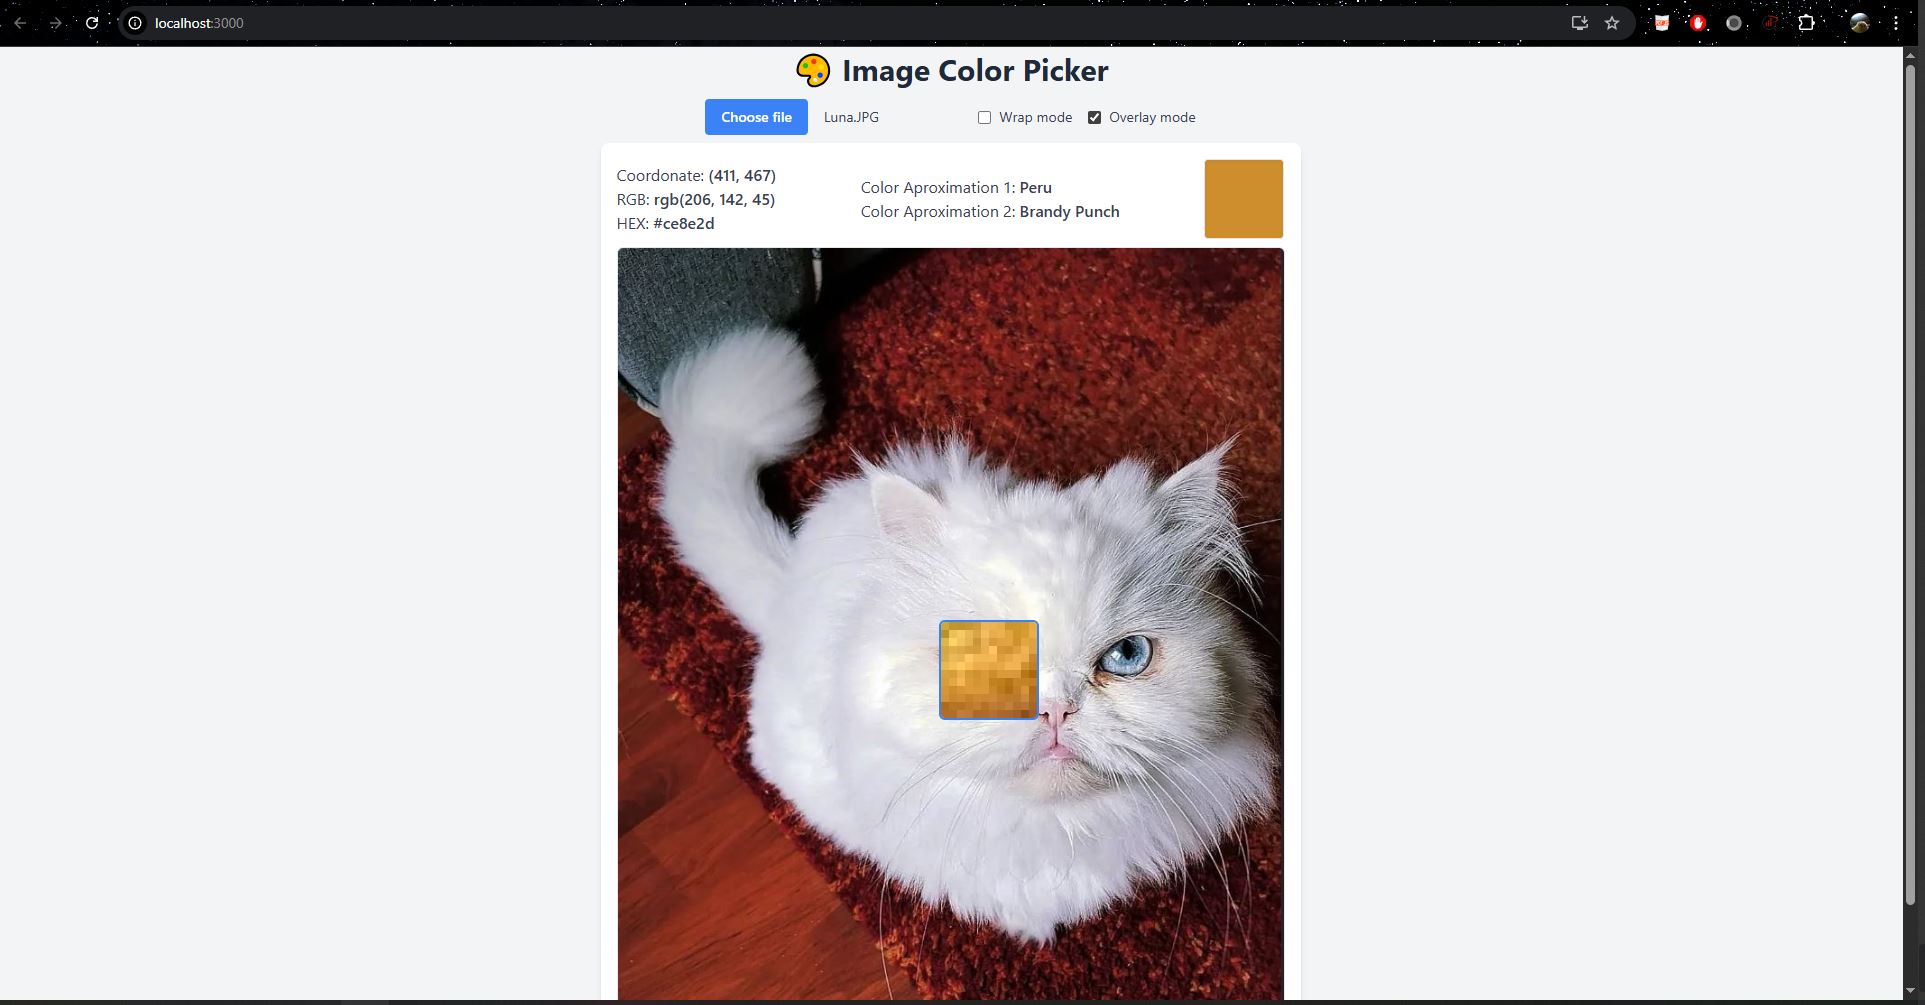 localhost:3000
Image Color Picker
Choose file Luna.JPG Wrap mode Overlay mode
Coordonate: (411, 467)
RGB: rgb(206, 142, 45)
HEX: #ce8e2d
Color Aproximation 1: Peru
Color Aproximation 2: Brandy Punch